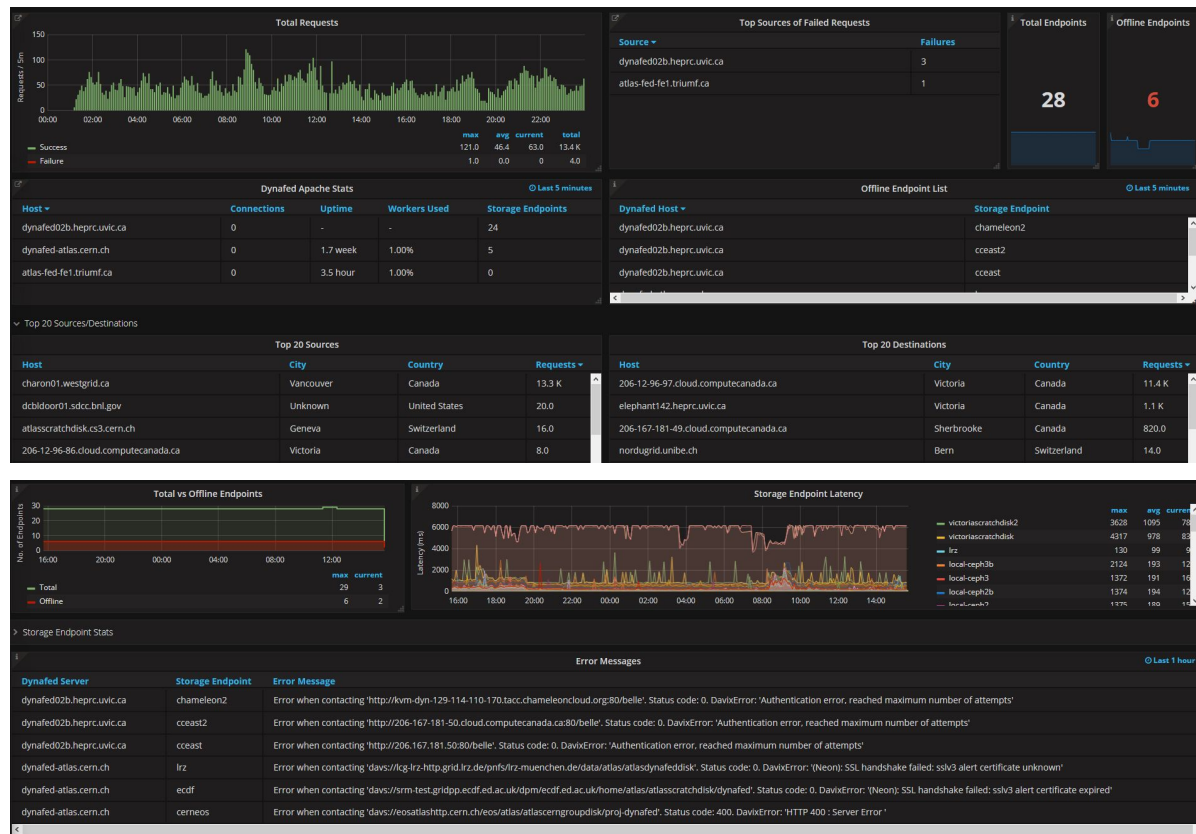 Total Requests
Requests / 5m
150
100
50
0
00:00 02:00 04:00 06:00 08:00 10:00 12:00 14:00 16:00 18:00 20:00 22:00
max avg current total
Success 121.0 46.4 63.0 13.4 K
Failure 1.0 0.0 0 4.0
Top Sources of Failed Requests
Source Failures
dynafed02b.heprc.uvic.ca 3
atlas-fed-fe1.triumf.ca 1
Total Endpoints
28
Offline Endpoints
6
Dynafed Apache Stats Last 5 minutes
Host Connections Uptime Workers Used Storage Endpoints
dynafed02b.heprc.uvic.ca 0 - - 24
dynafed-atlas.cern.ch 0 1.7 week 1.00% 5
atlas-fed-fe1.triumf.ca 0 3.5 hour 1.00% 0
Offline Endpoint List Last 5 minutes
Dynafed Host Storage Endpoint
dynafed02b.heprc.uvic.ca chameleon2
dynafed02b.heprc.uvic.ca cceast2
dynafed02b.heprc.uvic.ca cceast
Top 20 Sources/Destinations
Top 20 Sources
Host City Country Requests
charon01.westgrid.ca Vancouver Canada 13.3 K
dcbldoor01.sdcc.bnl.gov Unknown United States 20.0
atlasscratchdisk.cs3.cern.ch Geneva Switzerland 16.0
206-12-96-86.cloud.computecanada.ca Victoria Canada 8.0
Top 20 Destinations
Host City Country Requests
206-12-96-97.cloud.computecanada.ca Victoria Canada 11.4 K
elephant142.heprc.uvic.ca Victoria Canada 1.1 K
206-167-181-49.cloud.computecanada.ca Sherbrooke Canada 820.0
nordugrid.unibe.ch Bern Switzerland 14.0
Total vs Offline Endpoints
No. of Endpoints
30
20
10
0
16:00 20:00 00:00 04:00 08:00 12:00
max current
Total 29 3
Offline 6 2
Storage Endpoint Latency
Latency (ms)
8000
6000
4000
2000
0
16:00 18:00 20:00 22:00 00:00 02:00 04:00 06:00 08:00 10:00 12:00 14:00
max avg curren
victoriascratchdisk2 3628 1095 78
victoriascratchdisk 4317 978 83
lrz 130 99 9
local-ceph3b 2124 193 12
local-ceph3 1372 191 16
local-ceph2b 1374 194 12
local-ceph2 1375 189 15
Storage Endpoint Stats
Error Messages Last 1 hour
Dynafed Server Storage Endpoint Error Message
dynafed02b.heprc.uvic.ca chameleon2 Error when contacting 'http://kvm-dyn-129-114-110-170.tacc.chameleoncloud.org:80/belle'. Status code: 0. DavixError: 'Authentication error, reached maximum number of attempts'
dynafed02b.heprc.uvic.ca cceast2 Error when contacting 'http://206-167-181-50.cloud.computecanada.ca:80/belle'. Status code: 0. DavixError: 'Authentication error, reached maximum number of attempts'
dynafed02b.heprc.uvic.ca cceast Error when contacting 'http://206.167.181.50:80/belle'. Status code: 0. DavixError: 'Authentication error, reached maximum number of attempts'
dynafed-atlas.cern.ch lrz Error when contacting 'davs://lcg-lrz-http.grid.lrz.de/pnfs/lrz-muenchen.de/data/atlas/atlasdynafeddisk'. Status code: 0. DavixError: '(Neon): SSL handshake failed: sslv3 alert certificate unknown'
dynafed-atlas.cern.ch ecdf Error when contacting 'davs://srm-test.gridpp.ecdf.ed.ac.uk/dpm/ecdf.ed.ac.uk/home/atlas/atlasscratchdisk/dynafed'. Status code: 0. DavixError: '(Neon): SSL handshake failed: sslv3 alert certificate expired'
dynafed-atlas.cern.ch cerneos Error when contacting 'davs://eosatlashttp.cern.ch/eos/atlas/atlascerngroupdisk/proj-dynafed'. Status code: 400. DavixError: 'HTTP 400 : Server Error '